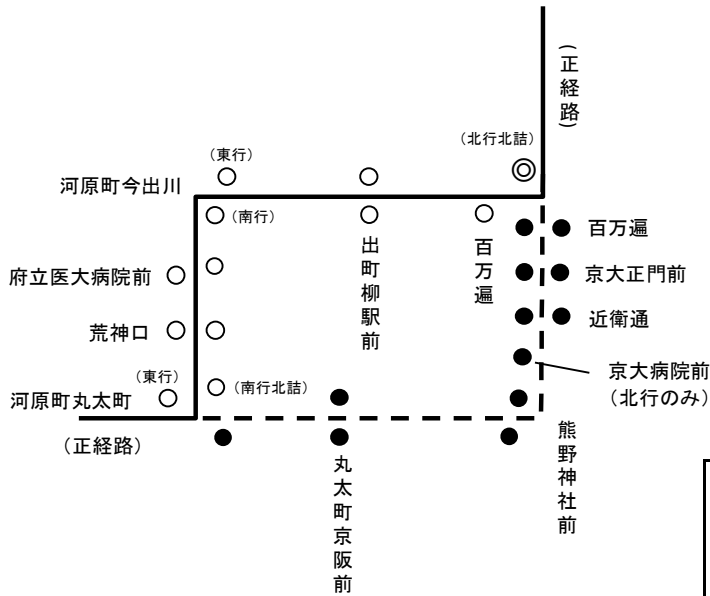 (正経路)
(北行北詰)
(東行)
河原町今出川
(南行)
百万遍
出町柳駅前
百万遍
府立医大病院前
京大正門前
荒神口
近衛通
京大病院前
(北行のみ)
(東行)
(南行北詰)
河原町丸太町
(正経路)
熊野神社前
丸太町京阪前